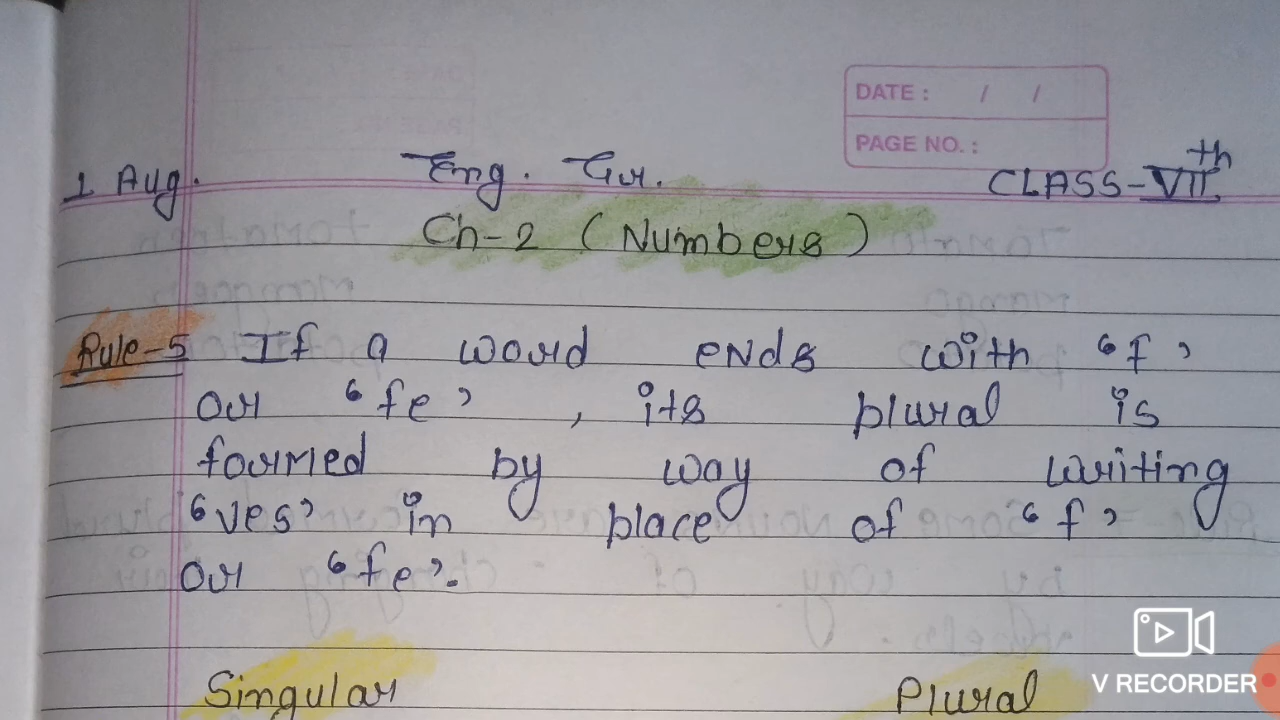 DATE : / /
PAGE NO. :
1 Aug. Eng. Gr. CLASS-VIIth
Ch-2 (Numbers)
Rule-5 If a word ends with 'f'
or 'fe', its plural is
formed by way of writing
'ves' in place of 'f'
or 'fe'.
Singular Plural
V RECORDER